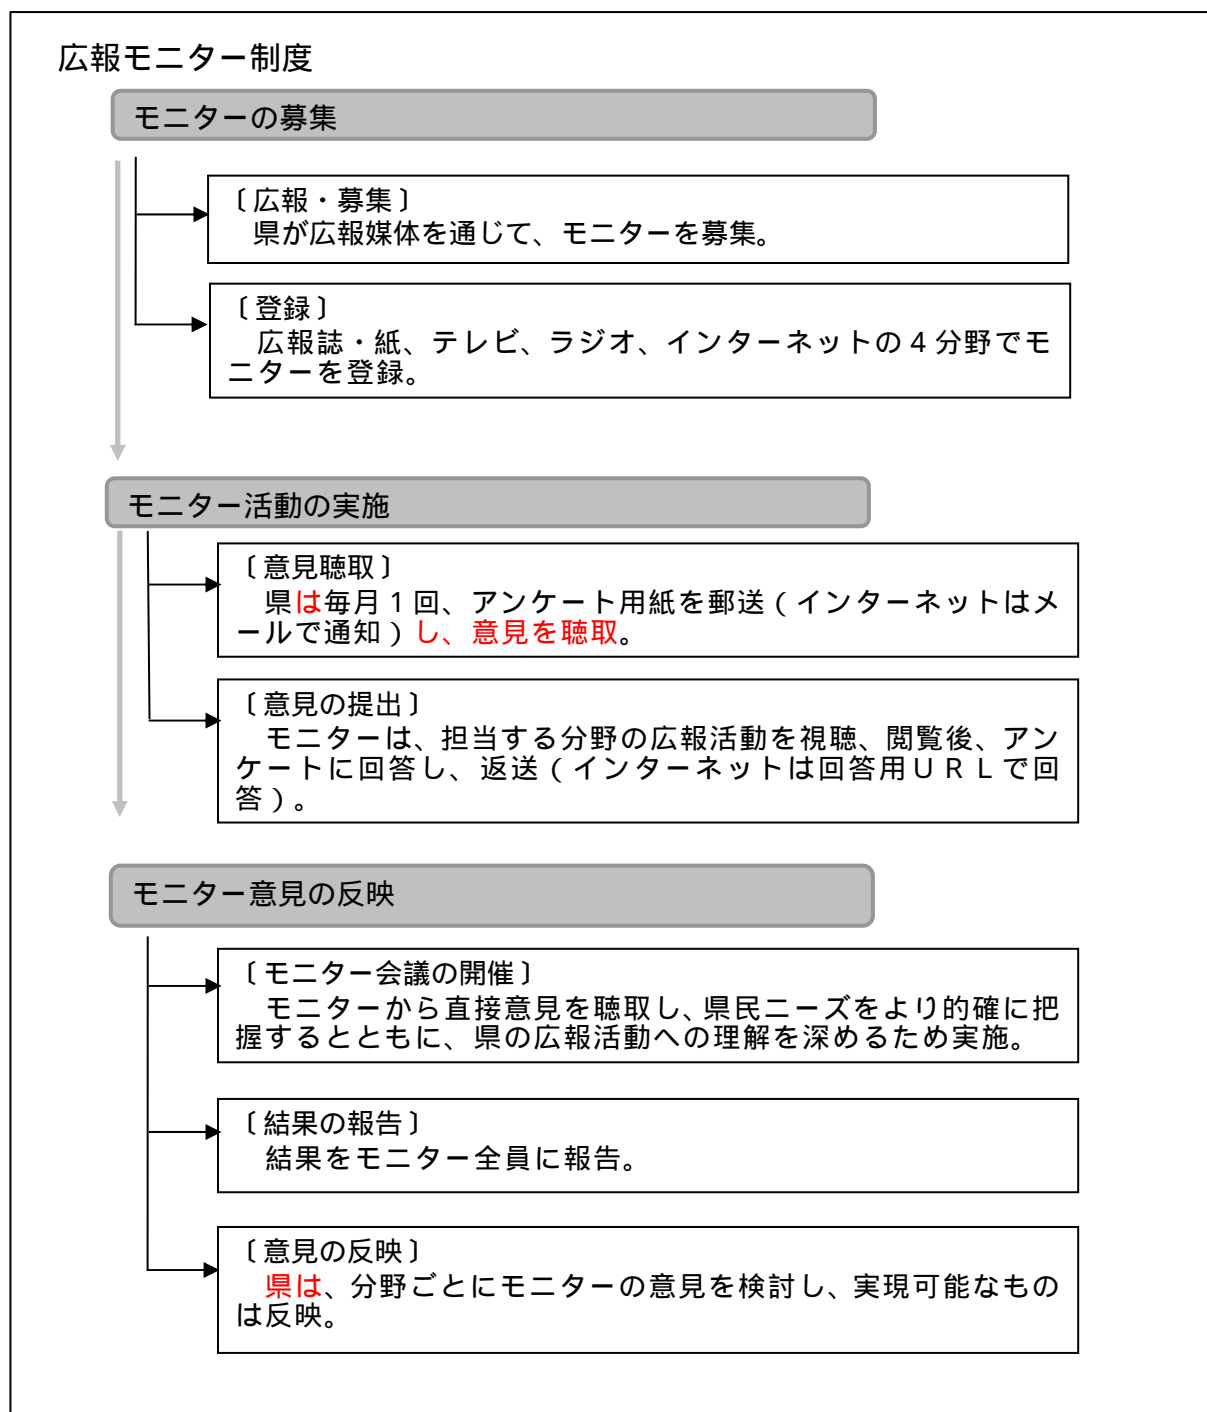 広報モニター制度
モニターの募集
〔広報・募集〕
県が広報媒体を通じて、モニターを募集。
〔登録〕
広報誌・紙、テレビ、ラジオ、インターネットの４分野でモ
ニターを登録。
モニター活動の実施
〔意見聴取〕
県は毎月１回、アンケート用紙を郵送（インターネットはメ
ールで通知）し、意見を聴取。
〔意見の提出〕
モニターは、担当する分野の広報活動を視聴、閲覧後、アン
ケートに回答し、返送（インターネットは回答用ＵＲＬで回
答）。
モニター意見の反映
〔モニター会議の開催〕
モニターから直接意見を聴取し、県民ニーズをより的確に把
握するとともに、県の広報活動への理解を深めるため実施。
〔結果の報告〕
結果をモニター全員に報告。
〔意見の反映〕
県は、分野ごとにモニターの意見を検討し、実現可能なもの
は反映。